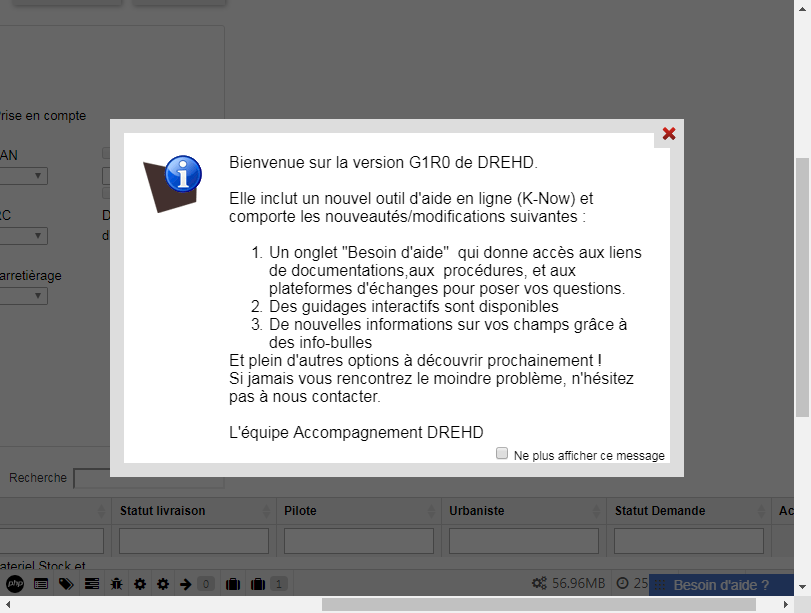 Prise en compte
AN
RC
D
d
arretièrage
Bienvenue sur la version G1R0 de DREHD.
Elle inclut un nouvel outil d'aide en ligne (K-Now) et
comporte les nouveautés/modifications suivantes :
1. Un onglet "Besoin d'aide"  qui donne accès aux liens
de documentations,aux  procédures, et aux
plateformes d'échanges pour poser vos questions.
2. Des guidages interactifs sont disponibles
3. De nouvelles informations sur vos champs grâce à
des info-bulles
Et plein d'autres options à découvrir prochainement !
Si jamais vous rencontrez le moindre problème, n'hésitez
pas à nous contacter.
L'équipe Accompagnement DREHD
Ne plus afficher ce message
Recherche
Statut livraison Pilote Urbaniste Statut Demande Ac
ateriel Stock et
php 0 1 56.96MB 25 Besoin d'aide ?